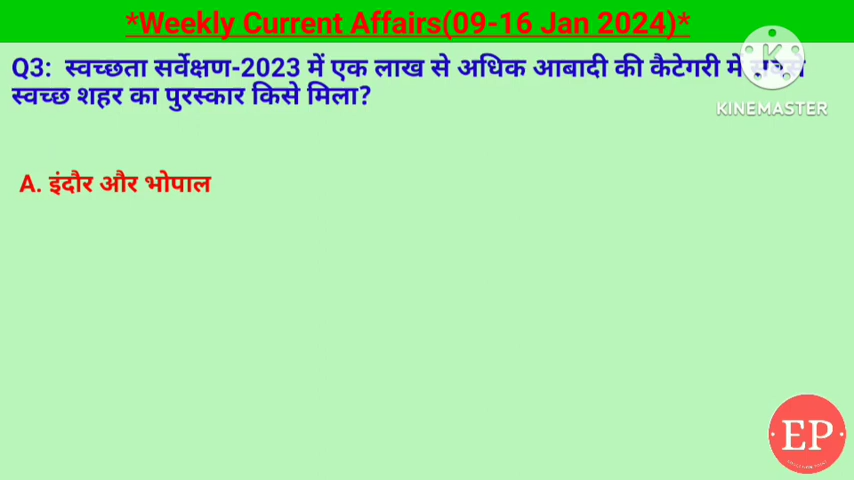 *Weekly Current Affairs(09-16 Jan 2024)*
Q3: स्वच्छता सर्वेक्षण-2023 में एक लाख से अधिक आबादी की कैटेगरी मे सबसे
स्वच्छ शहर का पुरस्कार किसे मिला?
KINEMASTER
A. इंदौर और भोपाल
EP